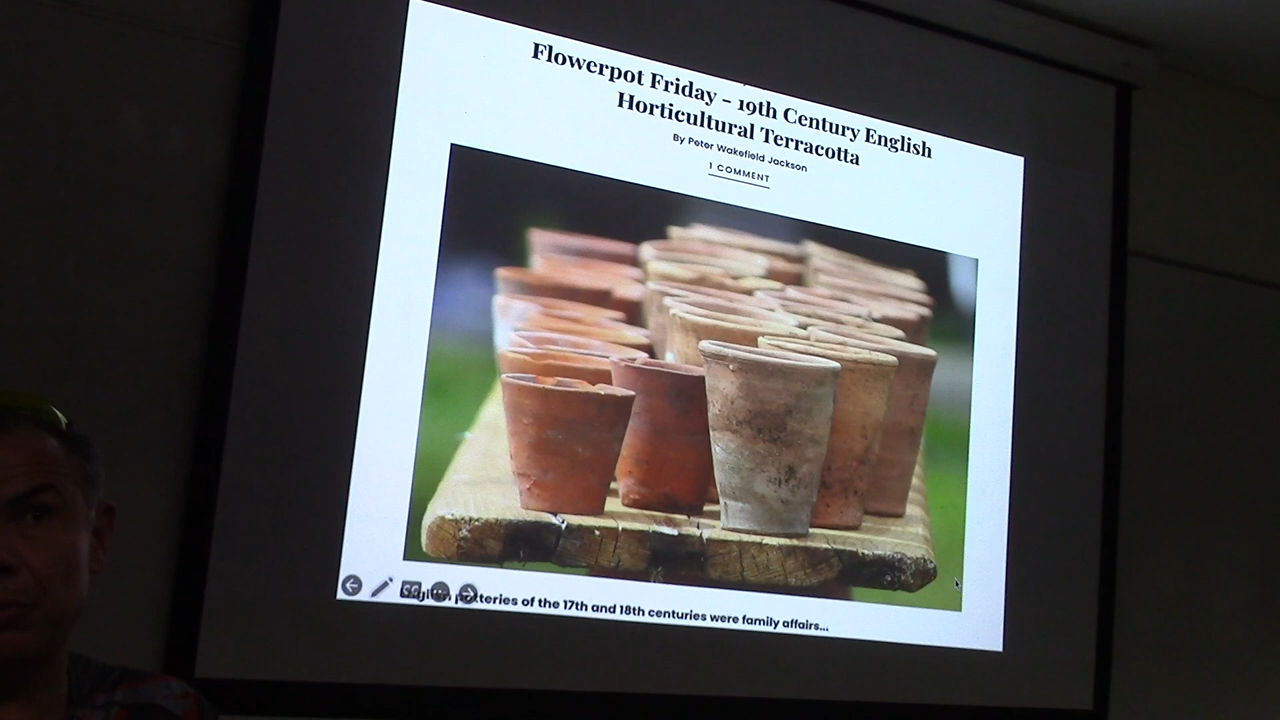 Flowerpot Friday - 19th Century English
Horticultural Terracotta
By Peter Wakefield Jackson
1 COMMENT
potteries of the 17th and 18th centuries were family affairs...